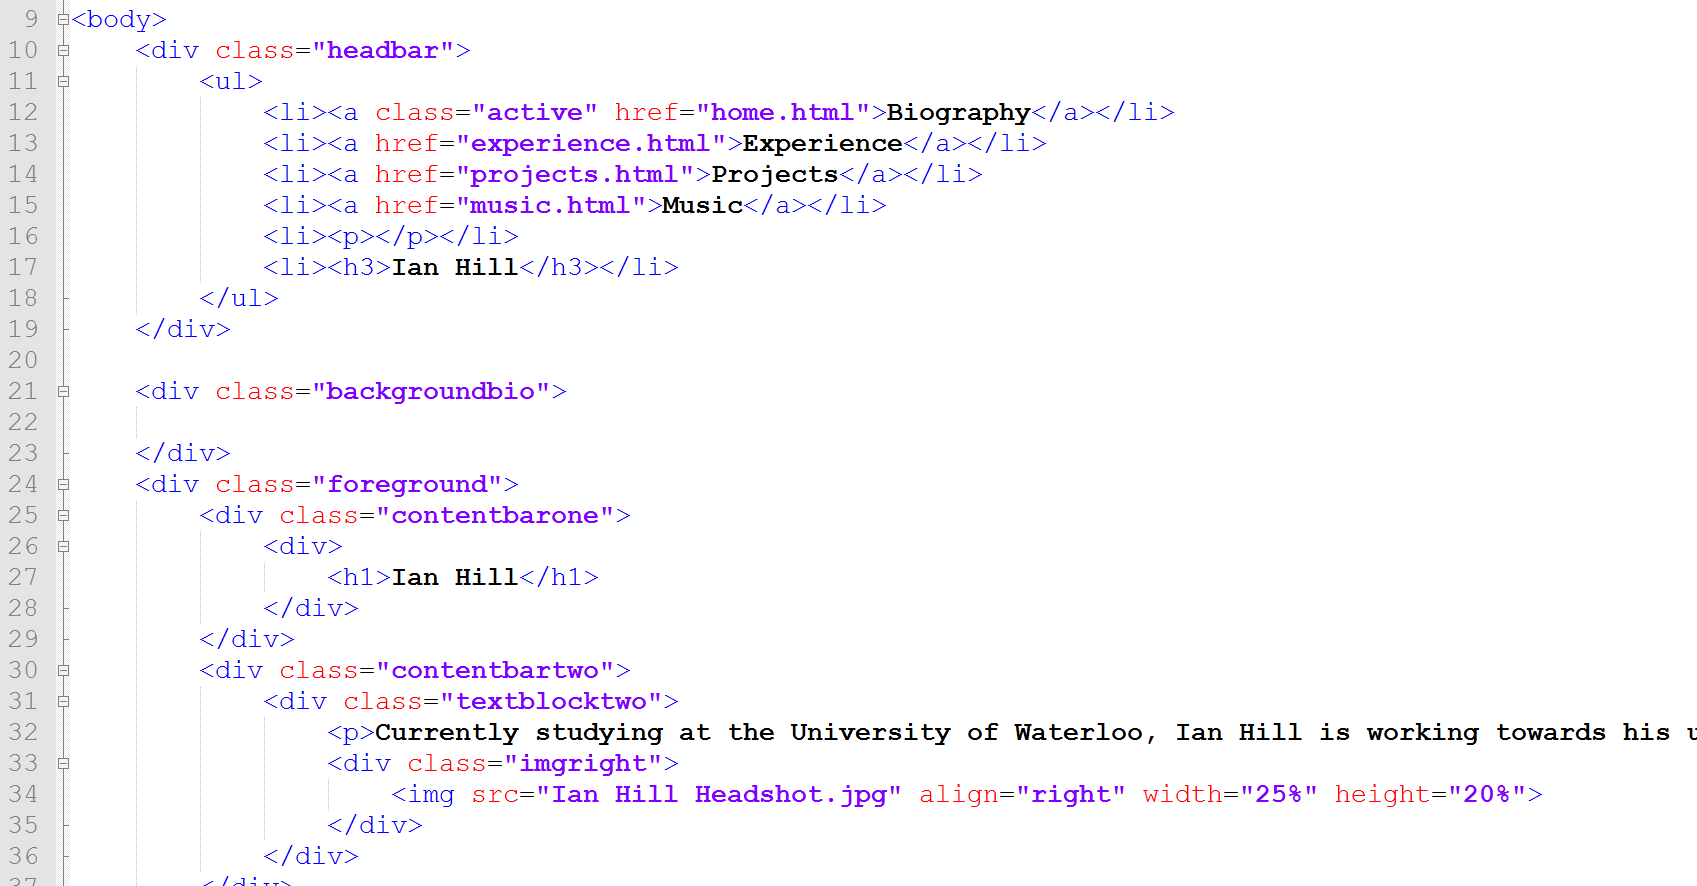 9 <body>
10     <div class="headbar">
11         <ul>
12             <li><a class="active" href="home.html">Biography</a></li>
13             <li><a href="experience.html">Experience</a></li>
14             <li><a href="projects.html">Projects</a></li>
15             <li><a href="music.html">Music</a></li>
16             <li><p></p></li>
17             <li><h3>Ian Hill</h3></li>
18         </ul>
19     </div>
20
21     <div class="backgroundbio">
22
23     </div>
24     <div class="foreground">
25         <div class="contentbarone">
26             <div>
27                 <h1>Ian Hill</h1>
28             </div>
29         </div>
30         <div class="contentbartwo">
31             <div class="textblocktwo">
32                 <p>Currently studying at the University of Waterloo, Ian Hill is working towards his
33                 <div class="imgright">
34                     <img src="Ian Hill Headshot.jpg" align="right" width="25%" height="20%">
35                 </div>
36             </div>
37         </div>